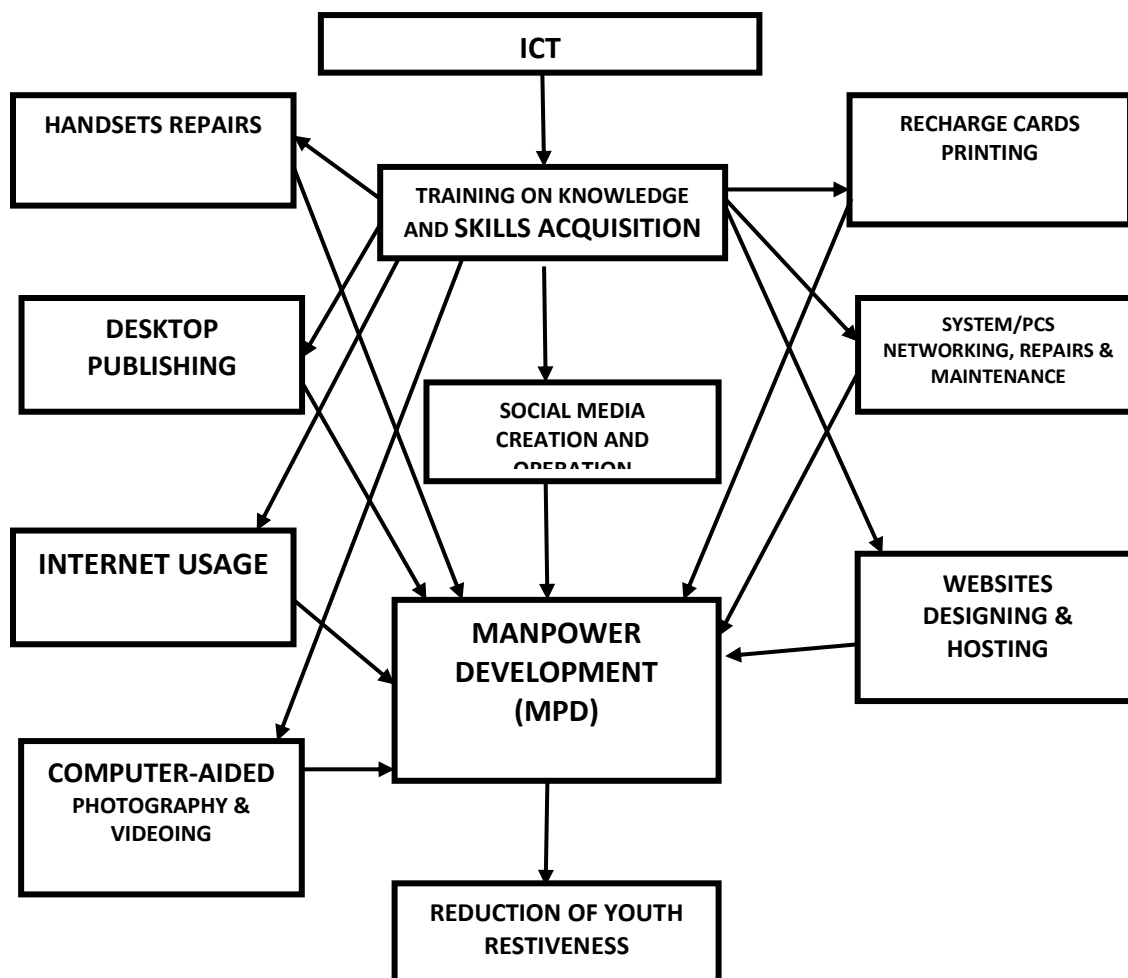 ICT
HANDSETS REPAIRS
RECHARGE CARDS
PRINTING
TRAINING ON KNOWLEDGE
AND SKILLS ACQUISITION
DESKTOP
PUBLISHING
SYSTEM/PCS
NETWORKING, REPAIRS &
MAINTENANCE
SOCIAL MEDIA
CREATION AND
OPERATION
INTERNET USAGE
WEBSITES
DESIGNING &
HOSTING
MANPOWER
DEVELOPMENT
(MPD)
COMPUTER-AIDED
PHOTOGRAPHY &
VIDEOING
REDUCTION OF YOUTH
RESTIVENESS